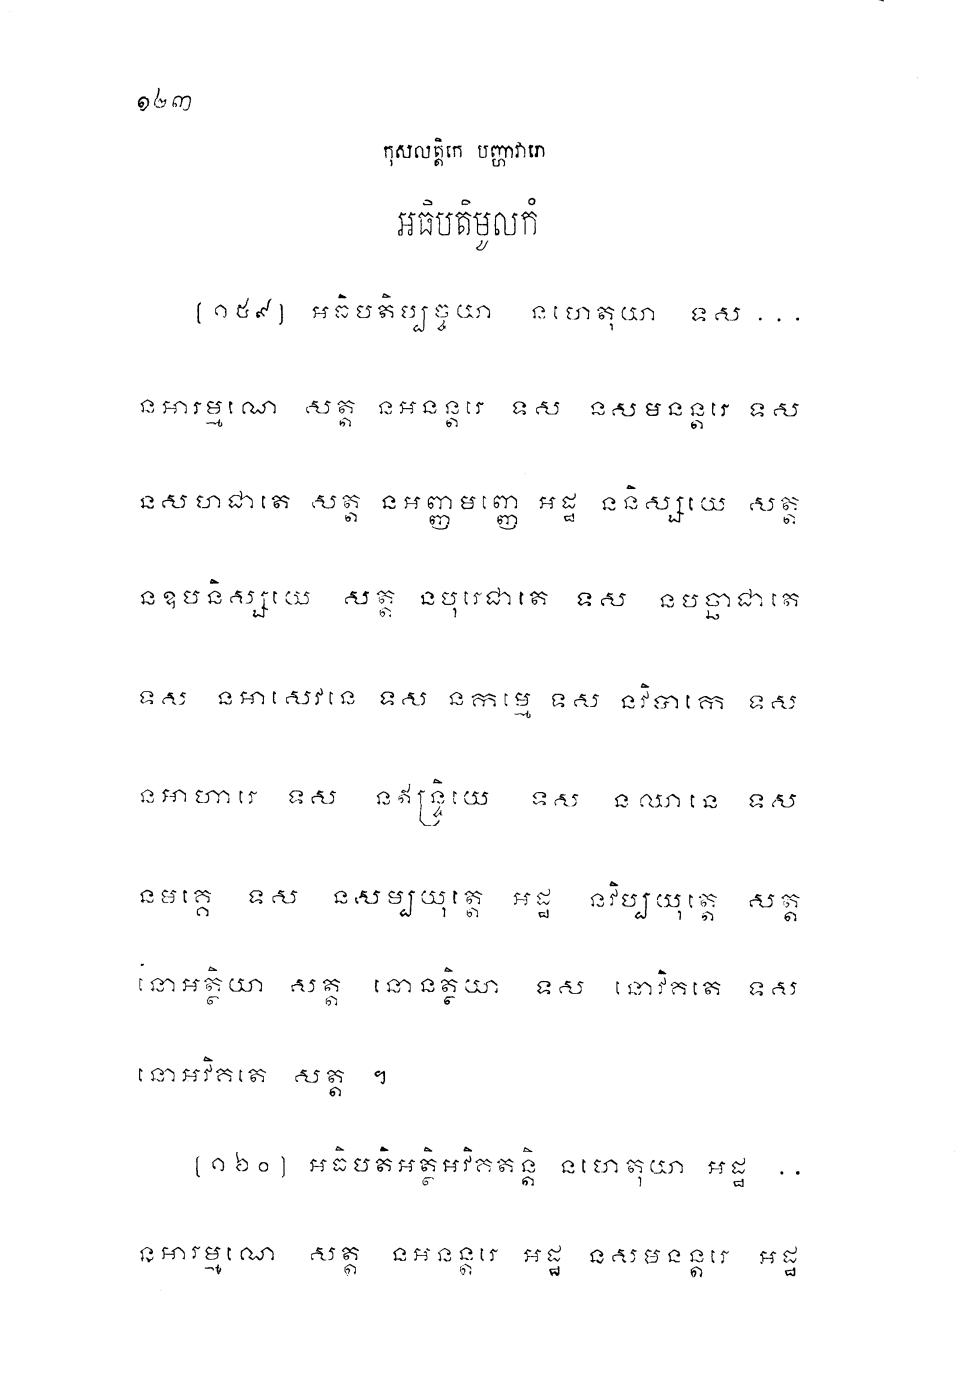 ១២៣
កុសលត្តិកេ បញ្ហាវារោ
អធិបតិមូលកំ
[១៥៩] អធិបតិប្បច្ចយា នហេតុយា ទស ...
នអារម្មណេ សត្ត នអនន្តរេ ទស នសមនន្តរេ ទស
នសហជាតេ សត្ត នអញ្ញមញ្ញេ អដ្ឋ ននិស្សយេ សត្ត
នឧបនិស្សយេ សត្ត នបុរេជាតេ ទស នបច្ឆាជាតេ
ទស នអាសេវនេ ទស នកម្មេ ទស នវិបាកេ ទស
នអាហារេ ទស នឥន្ទ្រិយេ ទស នឈានេ ទស
នមគ្គេ ទស នសម្បយុត្តេ អដ្ឋ នវិប្បយុត្តេ សត្ត
នោអត្ថិយា សត្ត នោនត្ថិយា ទស នោវិគតេ ទស
នោអវិគតេ សត្ត ។
[១៦០] អធិបតិអត្ថិអវិគតន្តិ នហេតុយា អដ្ឋ ..
នអារម្មណេ សត្ត នអនន្តរេ អដ្ឋ នសមនន្តរេ អដ្ឋ